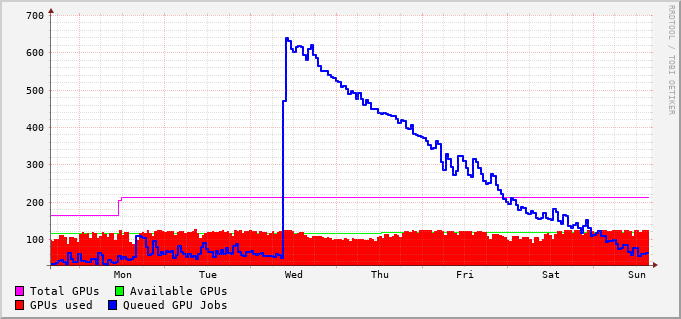 700
600
500
400
300
200
100
Mon Tue Wed Thu Fri Sat Sun
Total GPUs Available GPUs
GPUs used Queued GPU Jobs
RRDTOOL / TOBI OETIKER